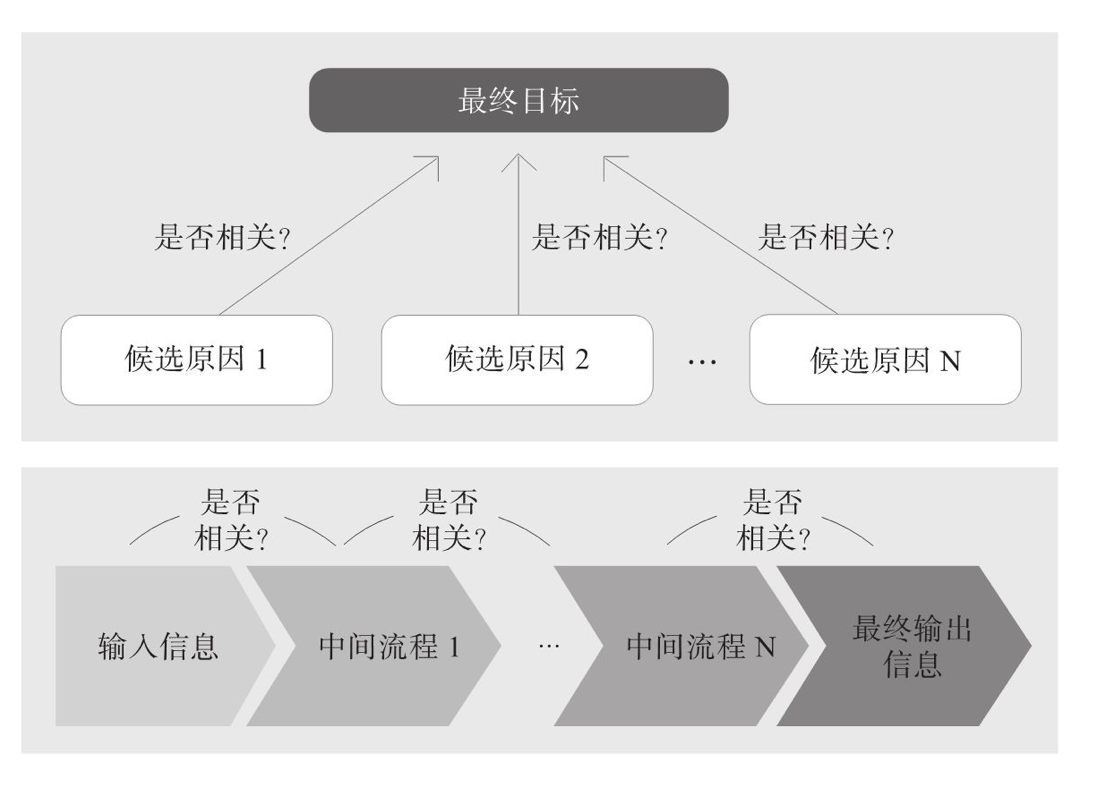 最终目标
是否相关？
是否相关？
是否相关？
候选原因 1
候选原因 2
…
候选原因 N
是否
相关？
是否
相关？
是否
相关？
输入信息
中间流程 1
…
中间流程 N
最终输出
信息